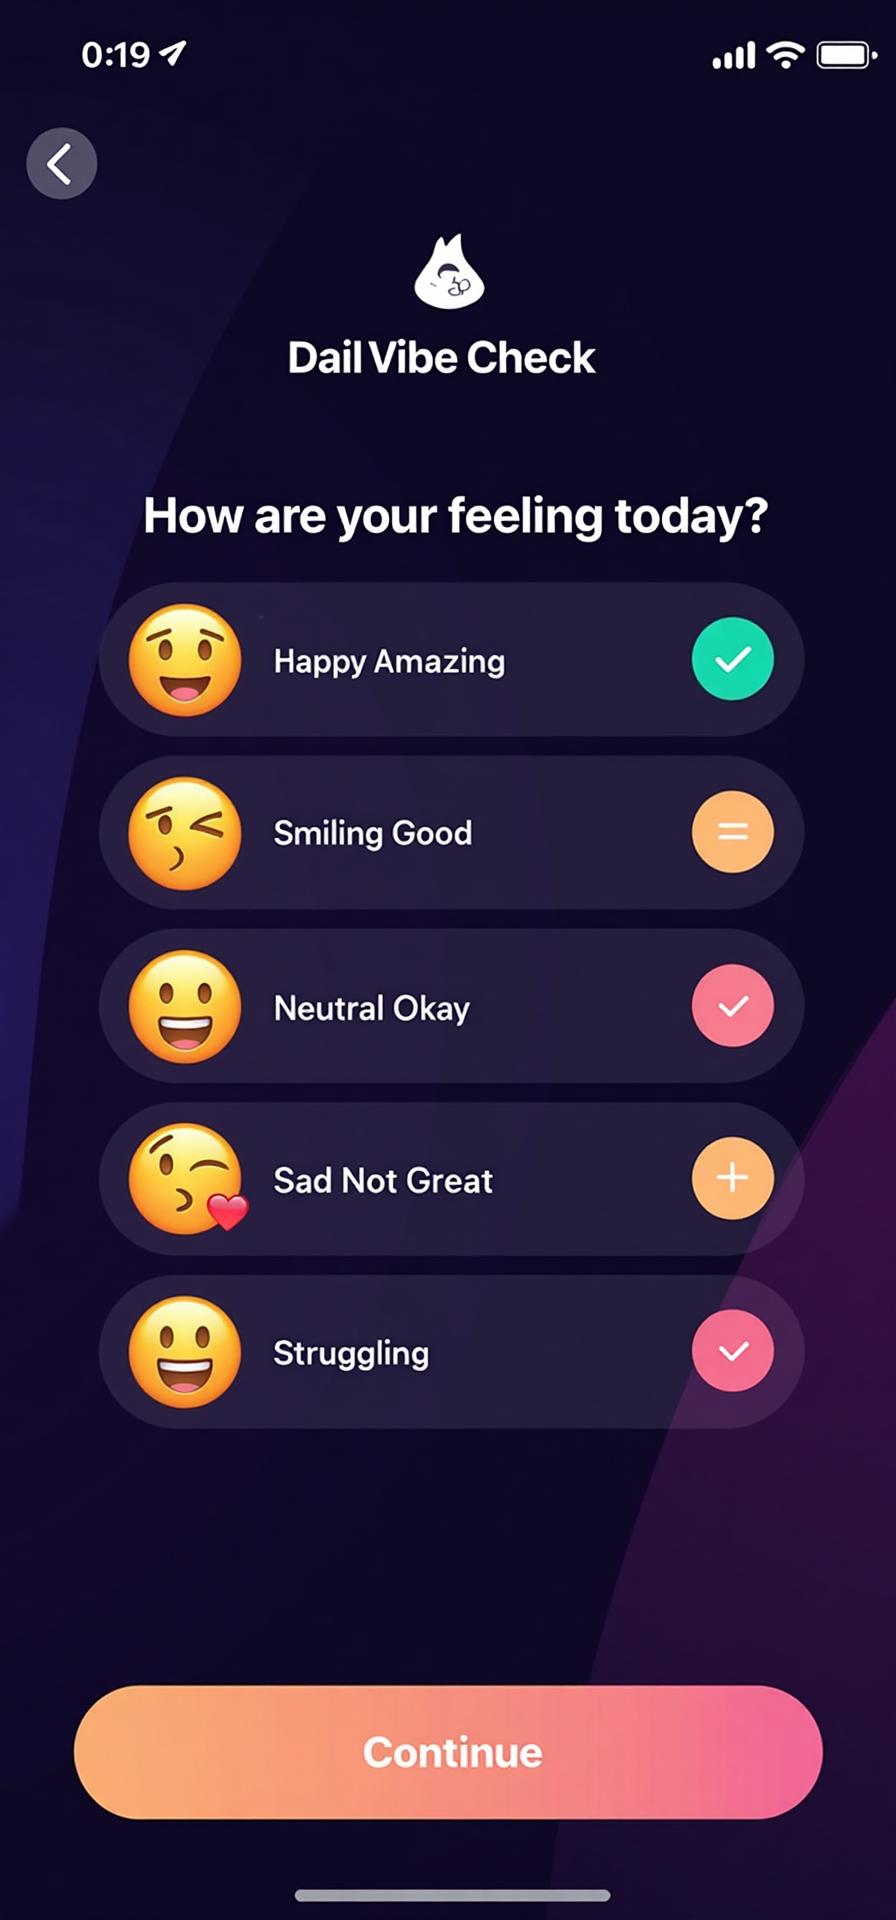 0:19
Dail Vibe Check
How are your feeling today?
Happy Amazing
Smiling Good
Neutral Okay
Sad Not Great
Struggling
Continue